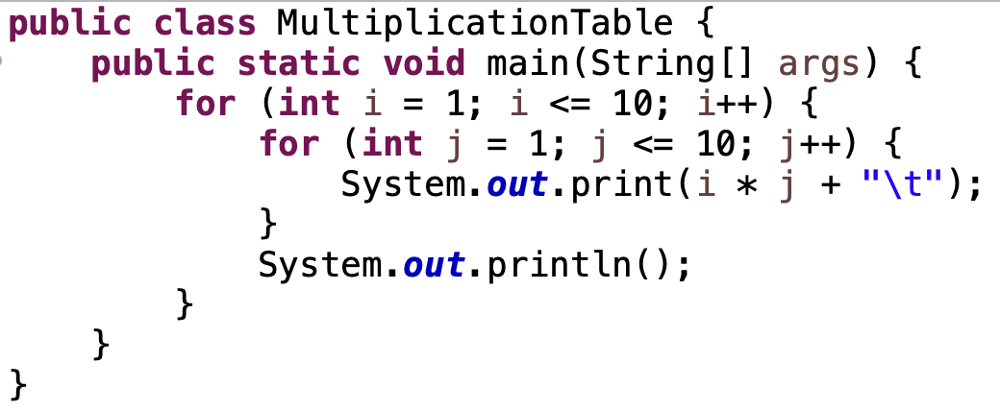 public class MultiplicationTable {
    public static void main(String[] args) {
        for (int i = 1; i <= 10; i++) {
            for (int j = 1; j <= 10; j++) {
                System.out.print(i * j + "\t");
            }
            System.out.println();
        }
    }
}